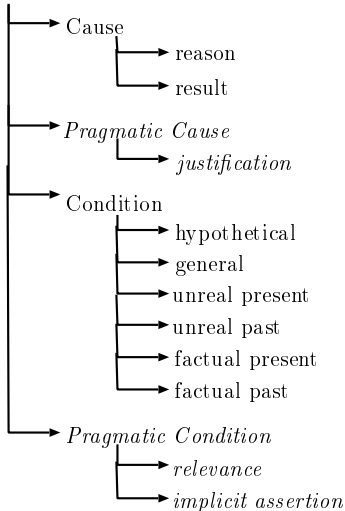 Cause
reason
result
Pragmatic Cause
justification
Condition
hypothetical
general
unreal present
unreal past
factual present
factual past
Pragmatic Condition
relevance
implicit assertion